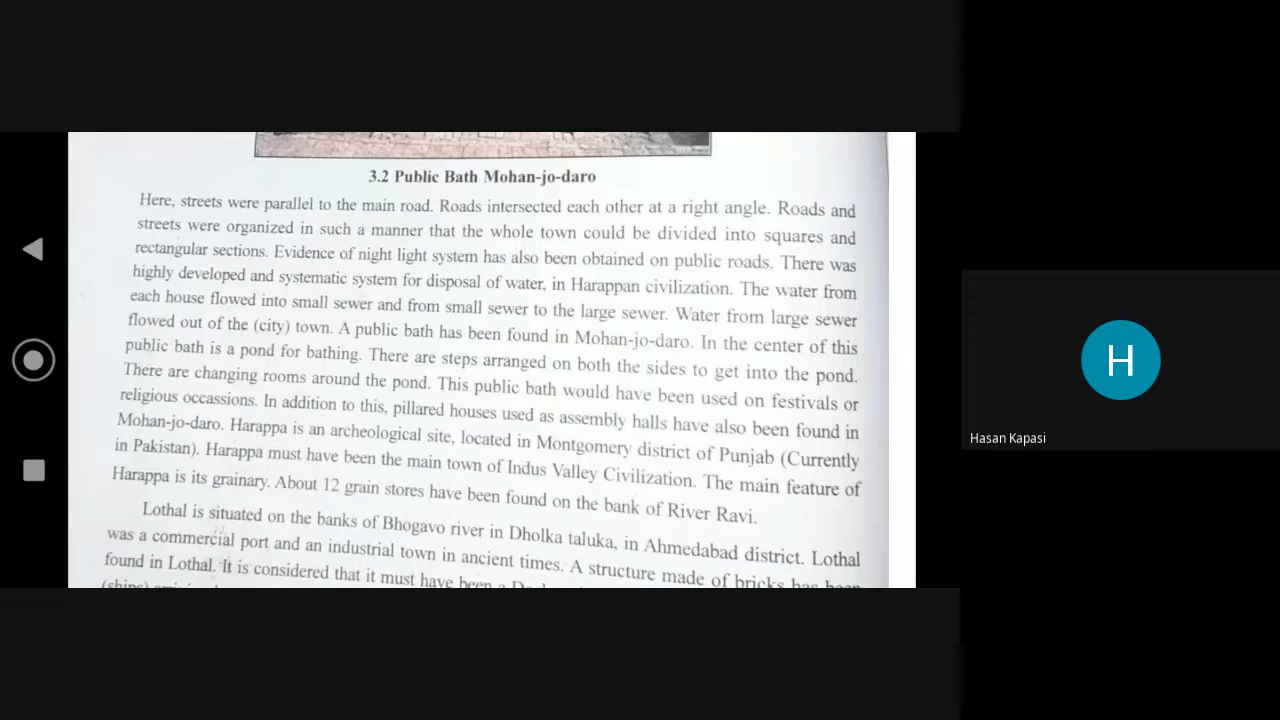 3.2 Public Bath Mohan-jo-daro
Here, streets were parallel to the main road. Roads intersected each other at a right angle. Roads and
streets were organized in such a manner that the whole town could be divided into squares and
rectangular sections. Evidence of night light system has also been obtained on public roads. There was
highly developed and systematic system for disposal of water, in Harappan civilization. The water from
each house flowed into small sewer and from small sewer to the large sewer. Water from large sewer
flowed out of the (city) town. A public bath has been found in Mohan-jo-daro. In the center of this
public bath is a pond for bathing. There are steps arranged on both the sides to get into the pond.
There are changing rooms around the pond. This public bath would have been used on festivals or
religious occassions. In addition to this, pillared houses used as assembly halls have also been found in
Mohan-jo-daro. Harappa is an archeological site, located in Montgomery district of Punjab (Currently
in Pakistan). Harappa must have been the main town of Indus Valley Civilization. The main feature of
Harappa is its grainary. About 12 grain stores have been found on the bank of River Ravi.
Lothal is situated on the banks of Bhogavo river in Dholka taluka, in Ahmedabad district. Lothal
was a commercial port and an industrial town in ancient times. A structure made of bricks has been
found in Lothal. It is considered that it must have been a
(ships)
H
Hasan Kapasi